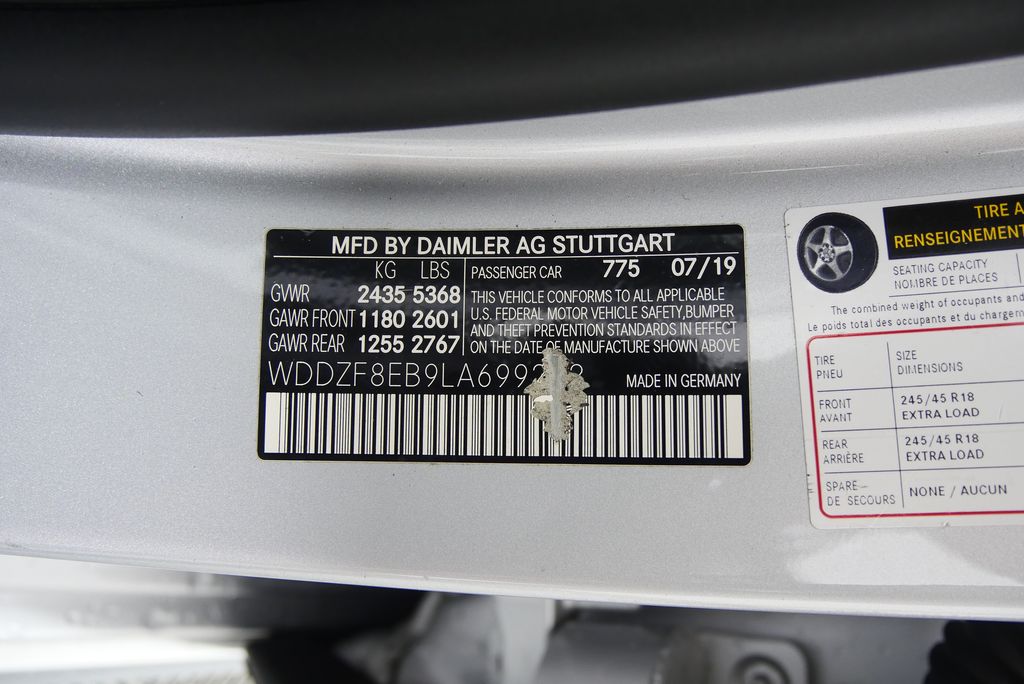 MFD BY DAIMLER AG STUTTGART
KG LBS
GVWR 2435 5368
GAWR FRONT 1180 2601
GAWR REAR 1255 2767
PASSENGER CAR 775 07/19
THIS VEHICLE CONFORMS TO ALL APPLICABLE
U.S. FEDERAL MOTOR VEHICLE SAFETY, BUMPER
AND THEFT PREVENTION STANDARDS IN EFFECT
ON THE DATE OF MANUFACTURE SHOWN ABOVE
MADE IN GERMANY
TIRE A
RENSEIGNEMENT
SEATING CAPACITY
NOMBRE DE PLACES
The combined weight of occupants and
Le poids total des occupants et du chargem
TIRE
PNEU
SIZE
DIMENSIONS
FRONT
AVANT
245/45 R18
EXTRA LOAD
REAR
ARRIÈRE
245/45 R18
EXTRA LOAD
SPARE
DE SECOURS
NONE / AUCUN